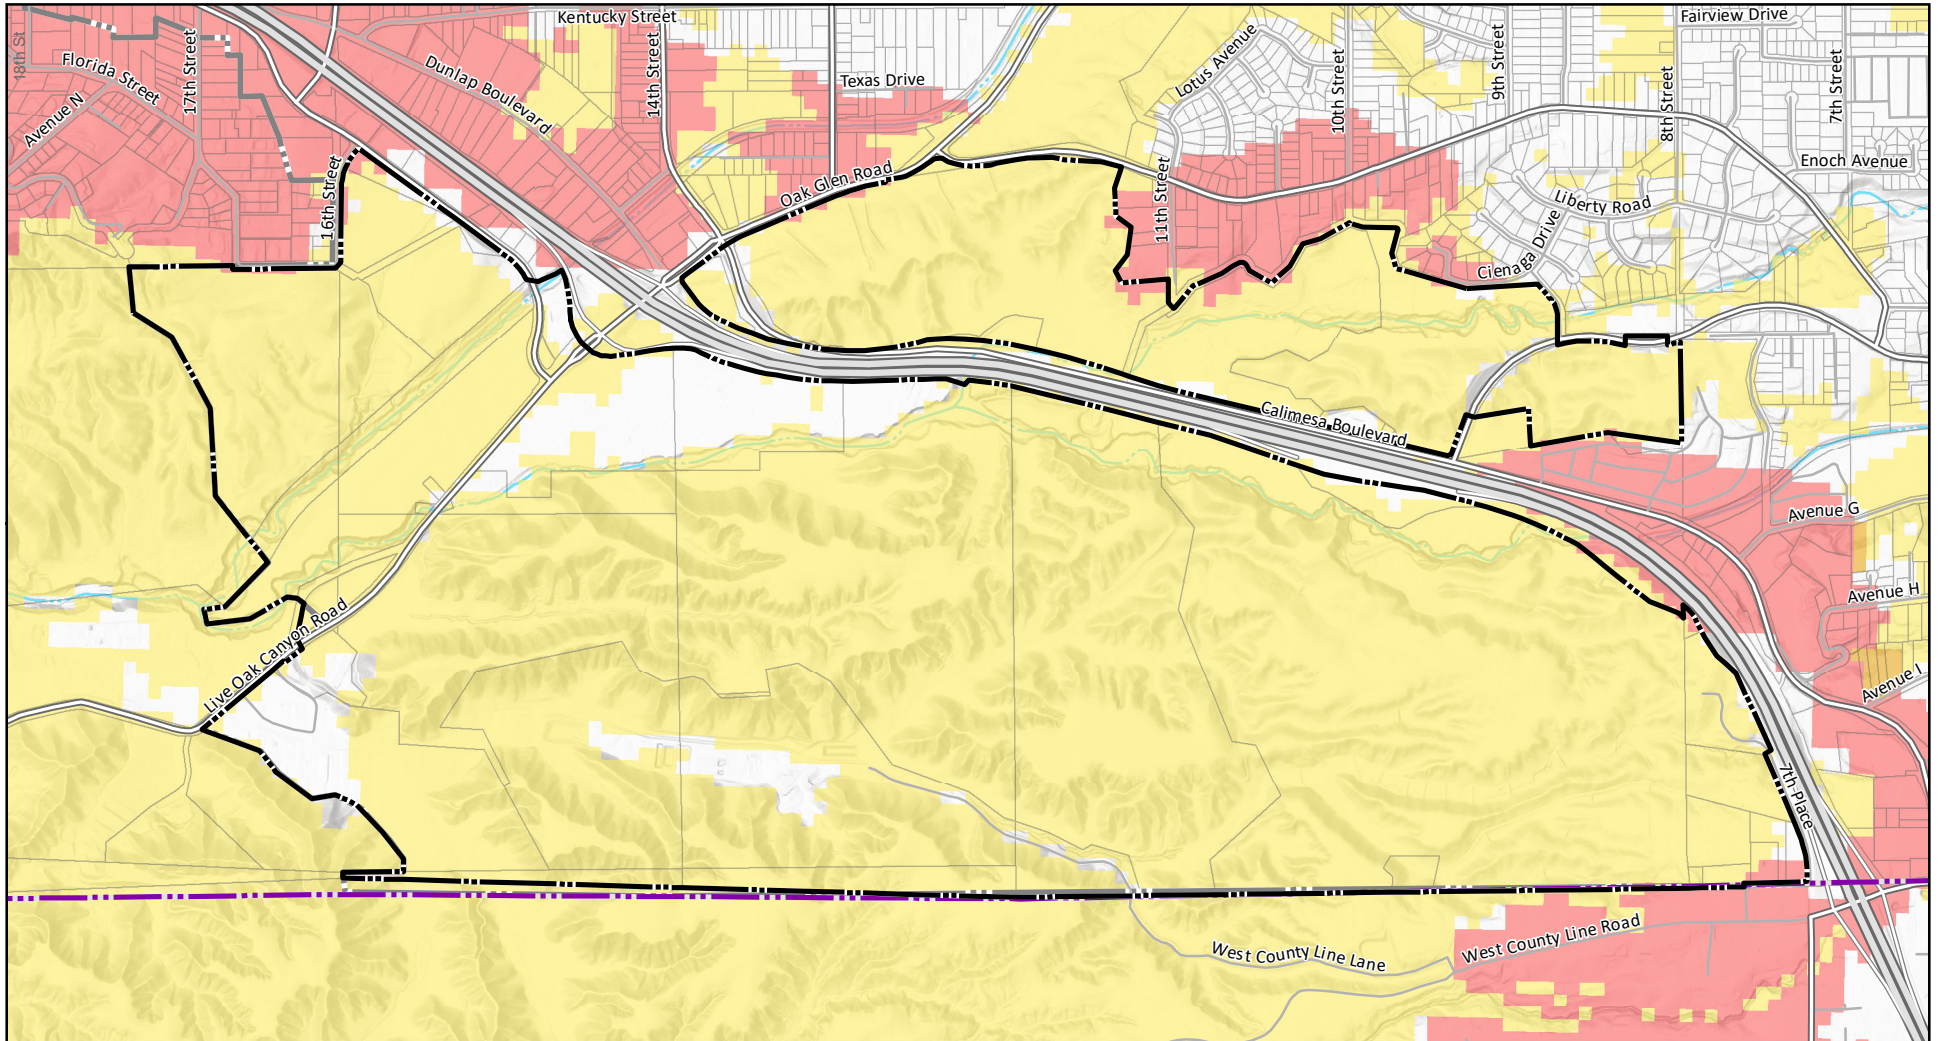 Kentucky Street
Fairview Drive
18th St
17th Street
Florida Street
Dunlap Boulevard
14th Street
Texas Drive
Lotus Avenue
10th Street
9th Street
8th Street
7th Street
Avenue N
16th Street
Oak Glen Road
11th Street
Enoch Avenue
Liberty Road
Cienaga Drive
Calimesa Boulevard
Avenue G
Avenue H
Live Oak Canyon Road
Avenue I
7th Place
West County Line Lane
West County Line Road